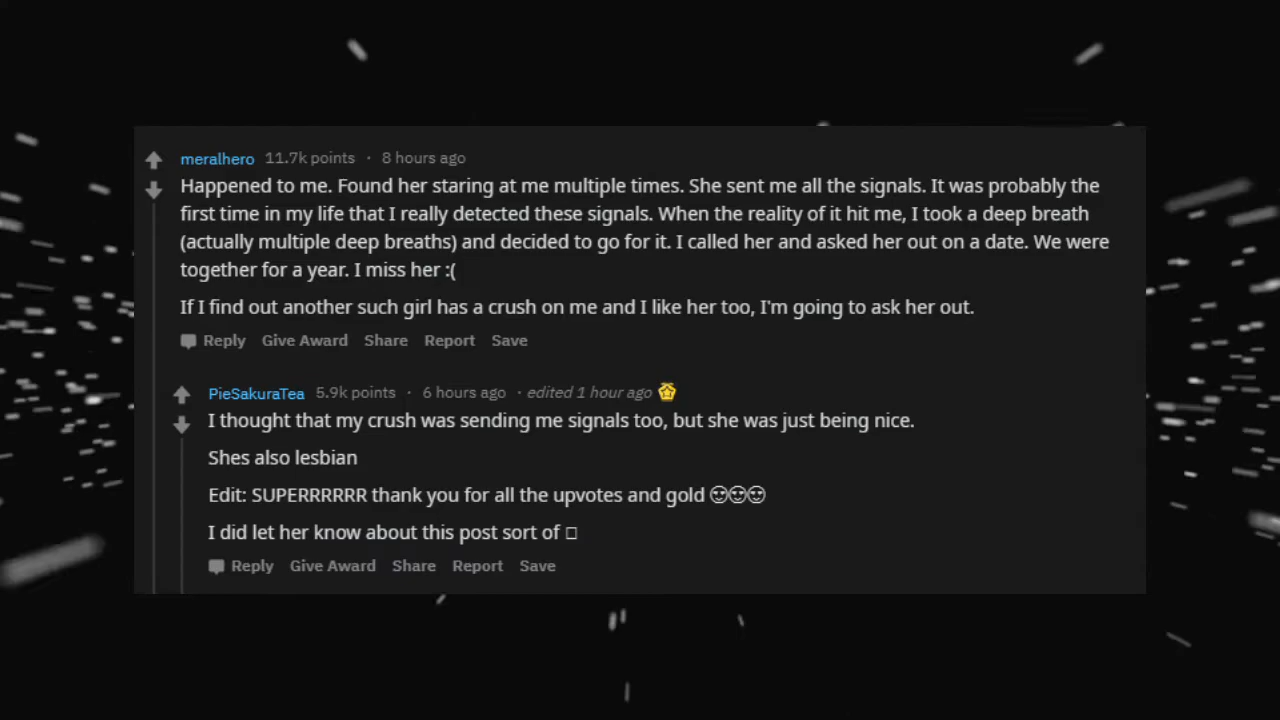 meralhero 11.7k points · 8 hours ago
Happened to me. Found her staring at me multiple times. She sent me all the signals. It was probably the
first time in my life that I really detected these signals. When the reality of it hit me, I took a deep breath
(actually multiple deep breaths) and decided to go for it. I called her and asked her out on a date. We were
together for a year. I miss her :(
If I find out another such girl has a crush on me and I like her too, I'm going to ask her out.
Reply Give Award Share Report Save
PieSakuraTea 5.9k points · 6 hours ago · edited 1 hour ago
I thought that my crush was sending me signals too, but she was just being nice.
Shes also lesbian
Edit: SUPERRRRRR thank you for all the upvotes and gold 😍😍😍
I did let her know about this post sort of □
Reply Give Award Share Report Save